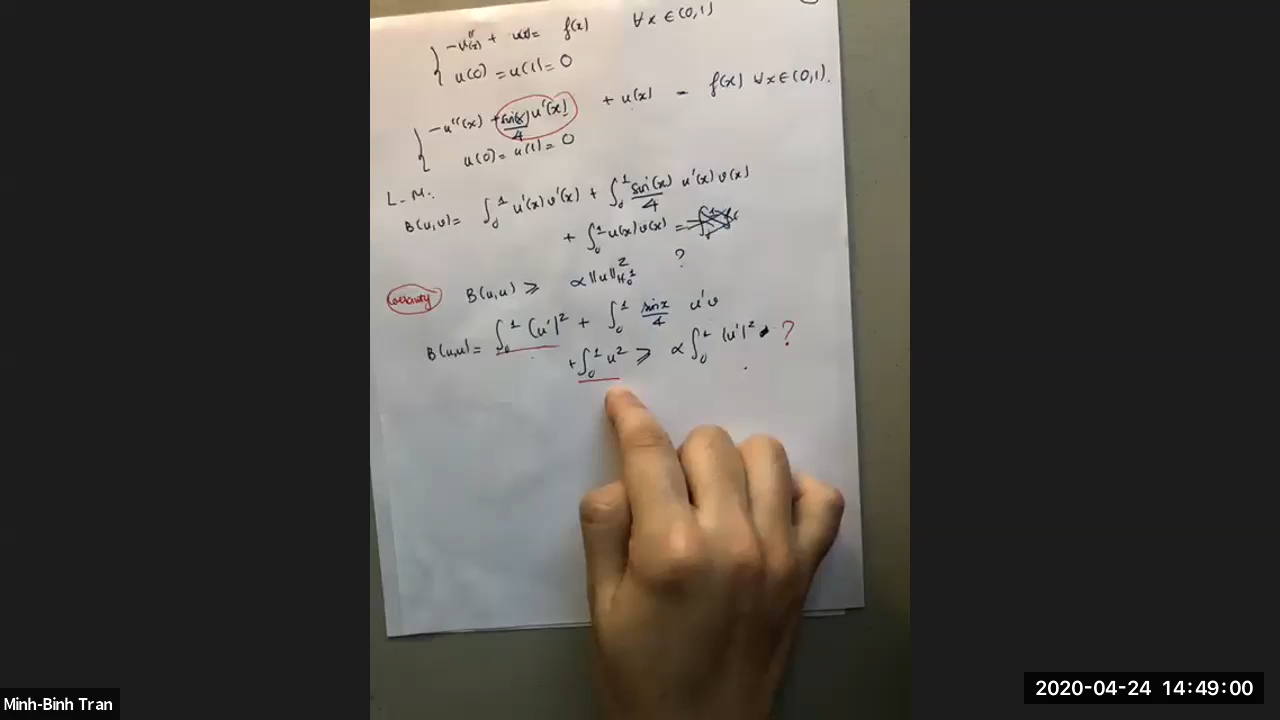 -u''(x) + u(x) = f(x) ∀x ∈ (0,1)
u(0) = u(1) = 0
-u''(x) + sin(x)/4 u'(x) + u(x) = f(x) ∀x ∈ (0,1).
u(0) = u(1) = 0
L.M.
B(u,v) = ∫₀¹ u'(x)v'(x) + ∫₀¹ sin(x)/4 u'(x)v(x)
+ ∫₀¹ u(x)v(x) =
Coercivity B(u,u) ≥ α‖u‖²_{H₀¹} ?
B(u,u) = ∫₀¹ (u')² + ∫₀¹ sinx/4 u'v
+ ∫₀¹ u² ≥ α ∫₀¹ |u'|² ?
Minh-Binh Tran
2020-04-24 14:49:00